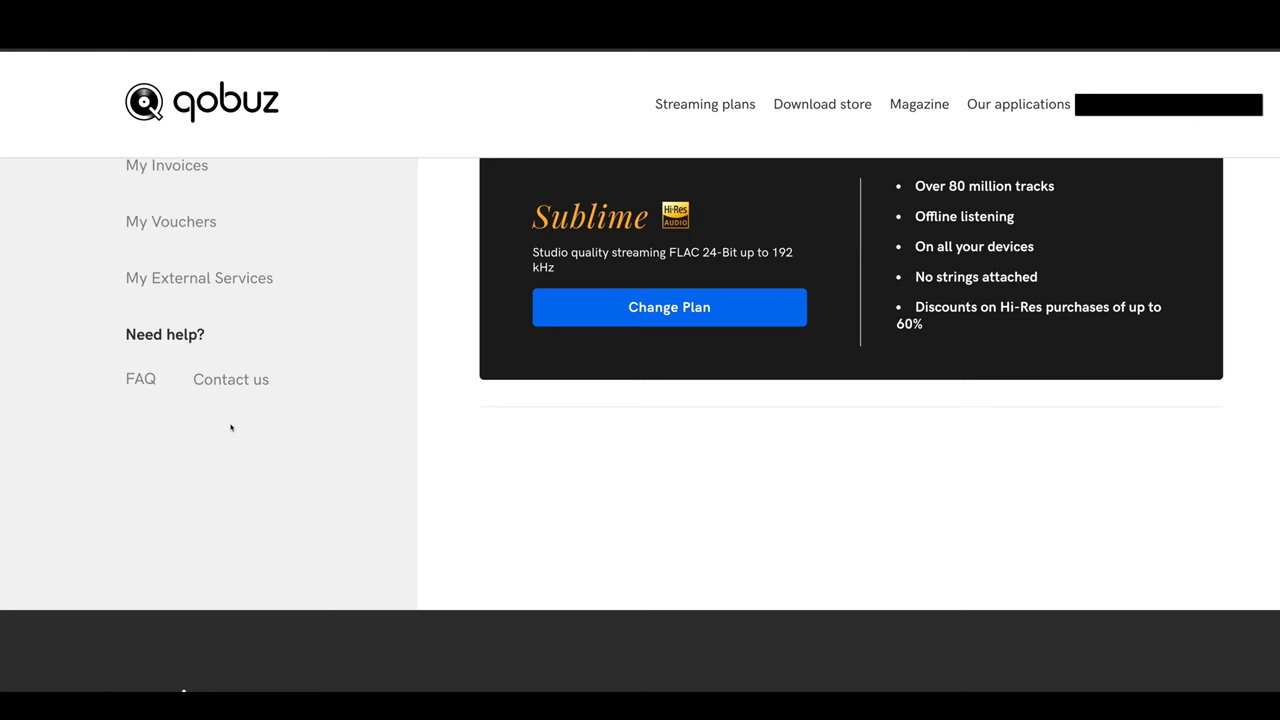 qobuz
Streaming plans
Download store
Magazine
Our applications
My Invoices
My Vouchers
My External Services
Need help?
FAQ
Contact us
Sublime
Hi-Res
AUDIO
Studio quality streaming FLAC 24-Bit up to 192
kHz
Change Plan
• Over 80 million tracks
• Offline listening
• On all your devices
• No strings attached
• Discounts on Hi-Res purchases of up to
60%